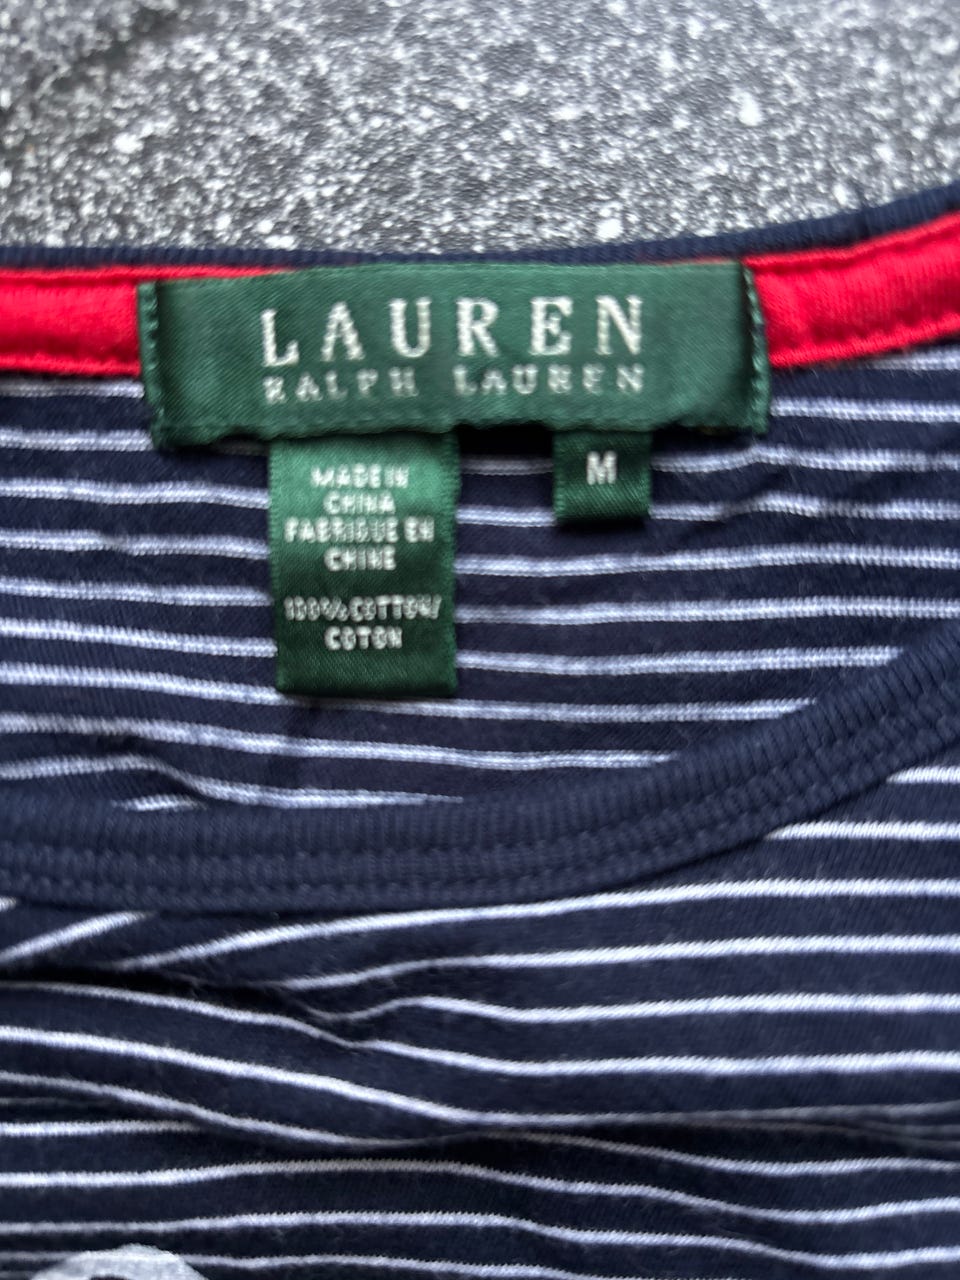 LAUREN
RALPH LAUREN
M
MADE IN
CHINA
FABRIQUE EN
CHINE
100% COTTON/
COTON